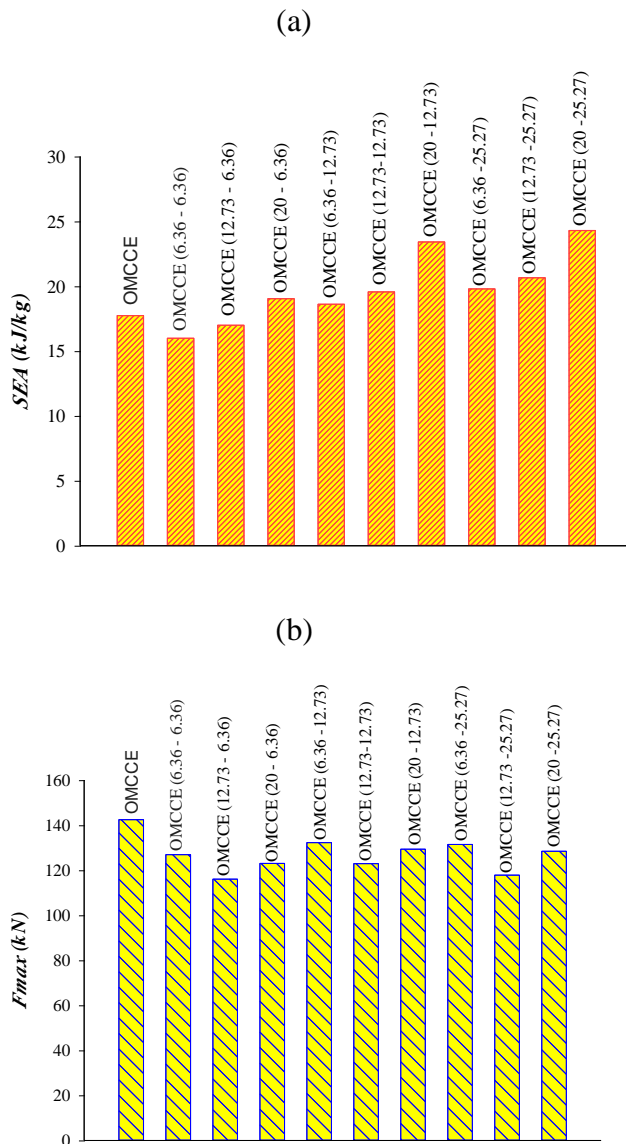 (a)
SEA (kJ/kg)
30
25
20
15
10
5
0
OMCCE
OMCCE (6.36 - 6.36)
OMCCE (12.73 - 6.36)
OMCCE (20 - 6.36)
OMCCE (6.36 -12.73)
OMCCE (12.73-12.73)
OMCCE (20 -12.73)
OMCCE (6.36 -25.27)
OMCCE (12.73 -25.27)
OMCCE (20 -25.27)
(b)
Fmax (kN)
160
140
120
100
80
60
40
20
0
OMCCE
OMCCE (6.36 - 6.36)
OMCCE (12.73 - 6.36)
OMCCE (20 - 6.36)
OMCCE (6.36 -12.73)
OMCCE (12.73-12.73)
OMCCE (20 -12.73)
OMCCE (6.36 -25.27)
OMCCE (12.73 -25.27)
OMCCE (20 -25.27)